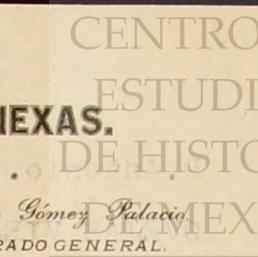 CENTRO
ESTUDI
NEXAS.
DE HISTO
Gómez Palacio.
DE MEX
RADO GENERAL.